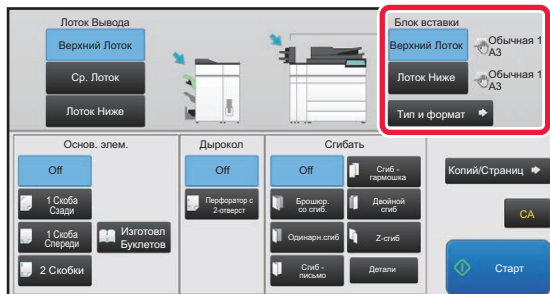 Лоток Вывода
Верхний Лоток
Ср. Лоток
Лоток Ниже
Блок вставки
Верхний Лоток
Обычная 1
A3
Лоток Ниже
Обычная 1
A3
Тип и формат
Основ. элем.
Off
1 Скоба
Сзади
1 Скоба
Спереди
Изготовл
Буклетов
2 Скобки
Дырокол
Off
Перфоратор с
2-отверст
Сгибать
Off
Сгиб -
гармошка
Брошюр.
со сгиб.
Двойной
сгиб
Одинарн.сгиб
Z-сгиб
Сгиб -
письмо
Детали
Копий/Страниц
CA
Старт